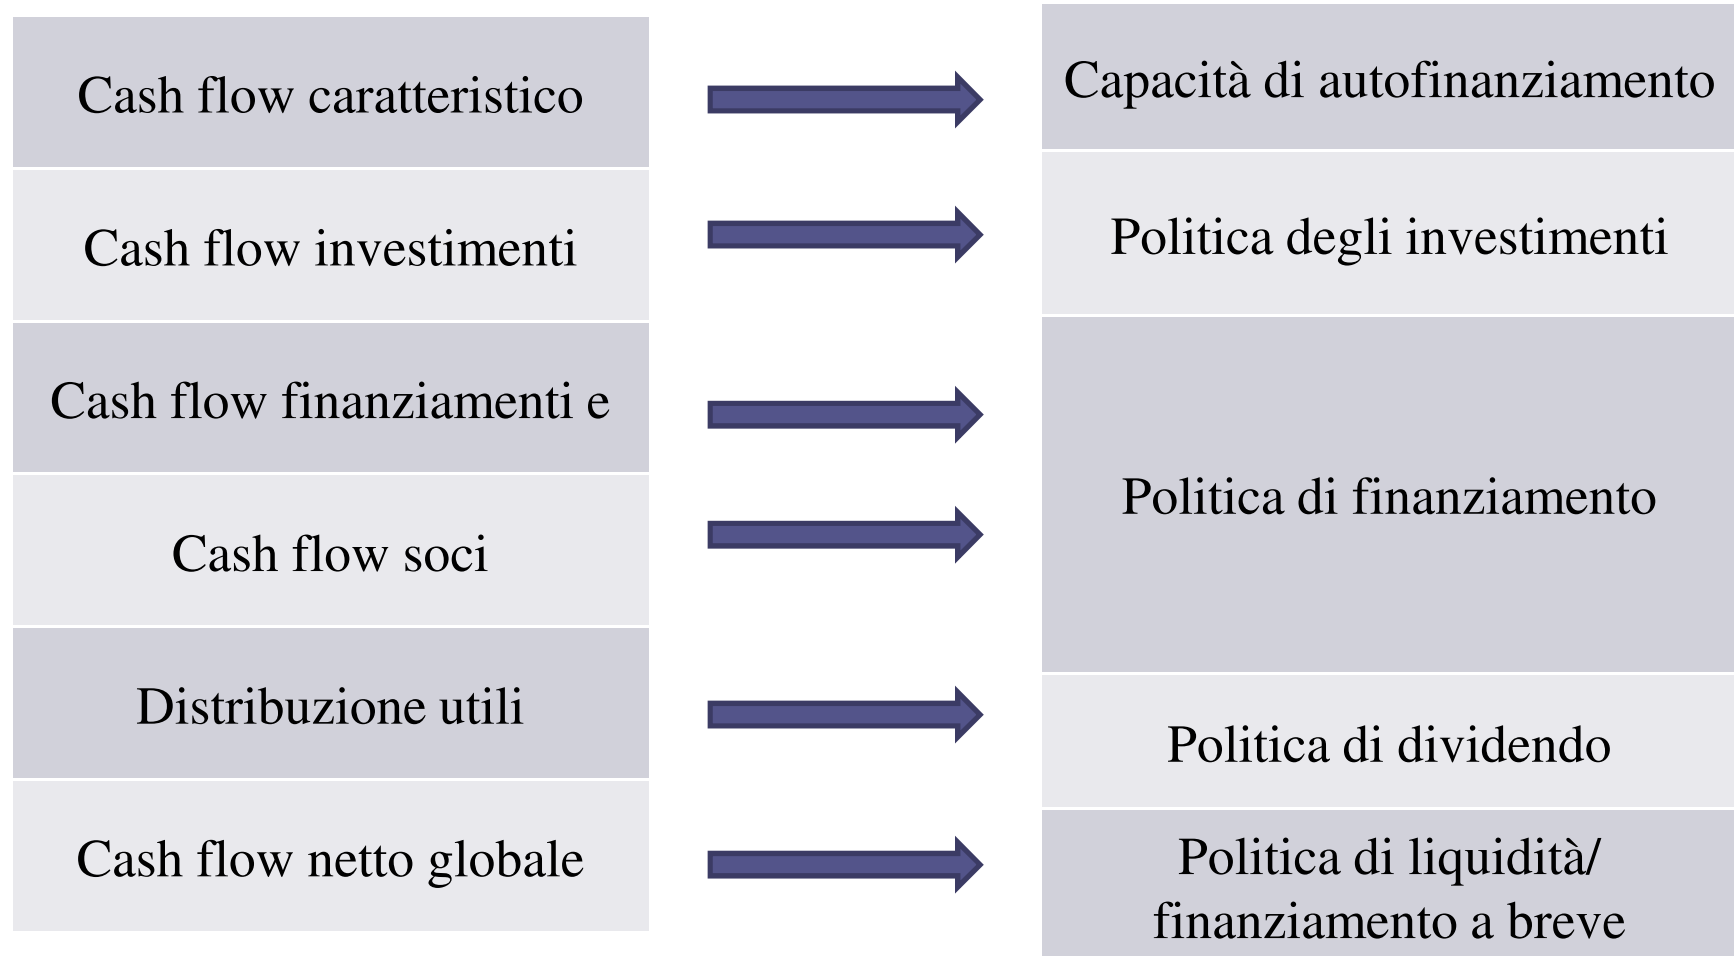 Cash flow caratteristico
Capacità di autofinanziamento
Cash flow investimenti
Politica degli investimenti
Cash flow finanziamenti e
Cash flow soci
Politica di finanziamento
Distribuzione utili
Politica di dividendo
Cash flow netto globale
Politica di liquidità/
finanziamento a breve